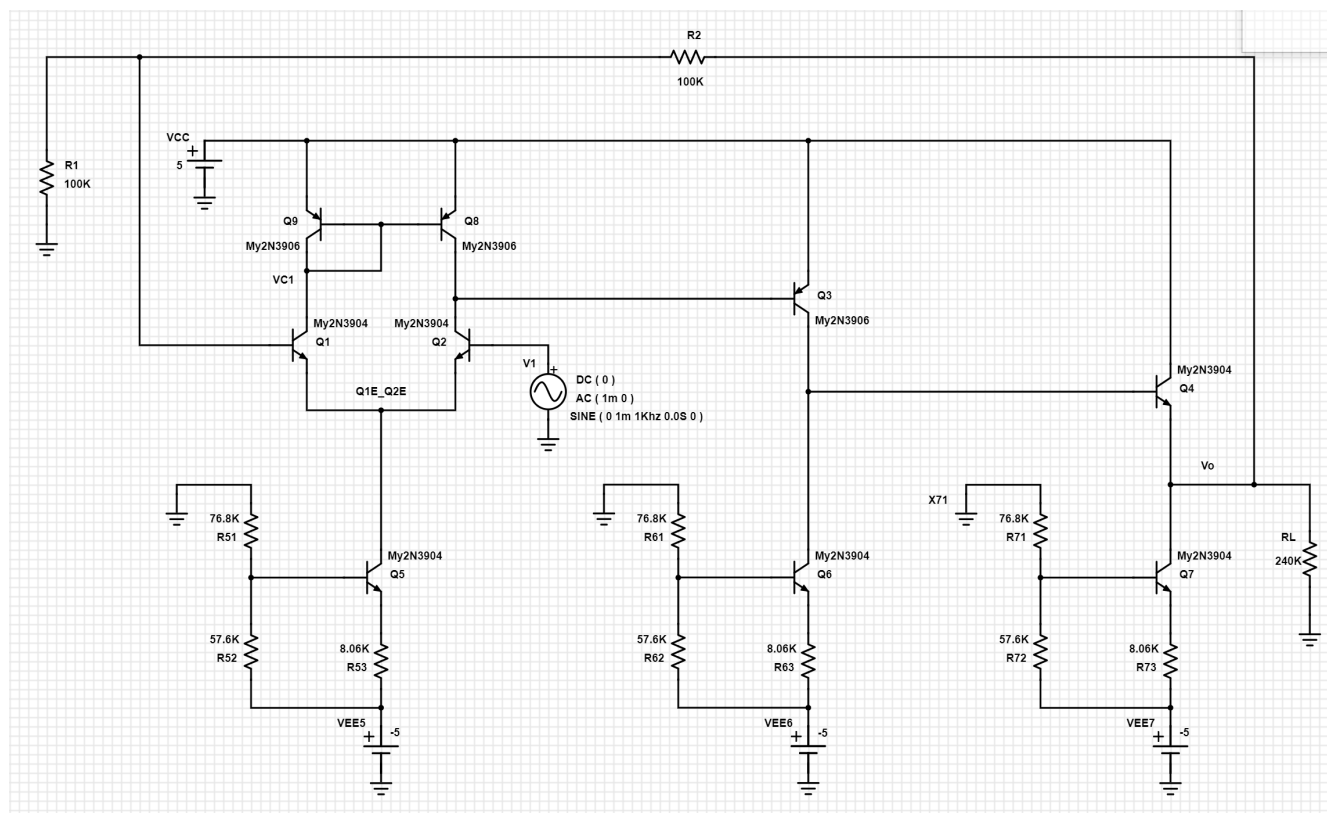 R2
100K
VCC
+
5
R1
100K
Q9
Q8
My2N3906
My2N3906
VC1
Q3
My2N3906
My2N3904
My2N3904
Q1
Q2
V1
+
DC ( 0 )
AC ( 1m 0 )
SINE ( 0 1m 1Khz 0.0S 0 )
Q1E_Q2E
My2N3904
Q4
Vo
X71
76.8K
R51
76.8K
R61
76.8K
R71
RL
240K
My2N3904
Q5
My2N3904
Q6
My2N3904
Q7
57.6K
R52
8.06K
R53
57.6K
R62
8.06K
R63
57.6K
R72
8.06K
R73
VEE5
+
-5
VEE6
+
-5
VEE7
+
-5